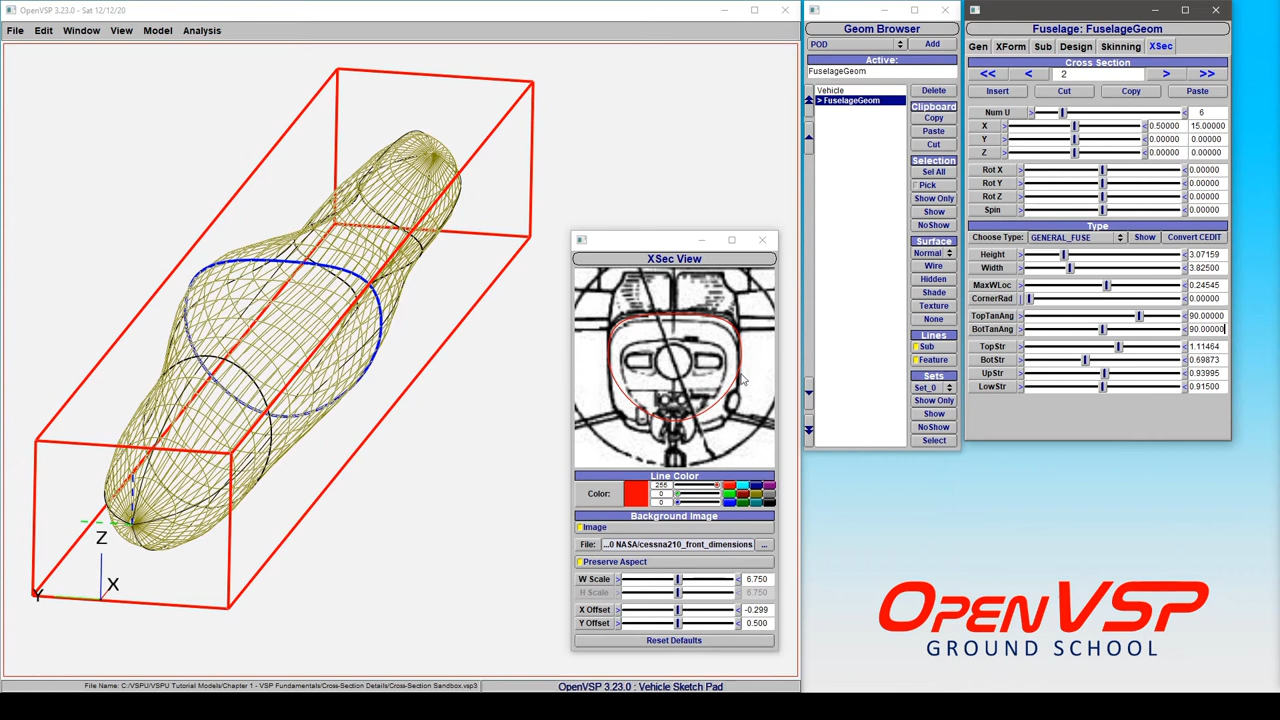 OpenVSP 3.23.0 - Sat 12/12/20
File Edit Window View Model Analysis
Z
X
Y
File Name: C:/VSPU/VSPU Tutorial Models/Chapter 1 - VSP Fundamentals/Cross-Section Details/Cross-Section Sandbox.vsp3
OpenVSP 3.23.0 : Vehicle Sketch Pad
XSec View
Line Color
Color:
255
0
0
Background Image
Image
File: ...0 NASA/cessna210_front_dimensions. ...
Preserve Aspect
W Scale > < 6.750
H Scale > < 6.750
X Offset > < -0.299
Y Offset > < 0.500
Reset Defaults
Geom Browser
POD Add
Active:
FuselageGeom
Vehicle
> FuselageGeom
Delete
Clipboard
Copy
Paste
Cut
Selection
Sel All
Pick
Show Only
Show
NoShow
Surface
Normal
Wire
Hidden
Shade
Texture
None
Lines
Sub
Feature
Sets
Set_0
Show Only
Show
NoShow
Select
Fuselage: FuselageGeom
Gen XForm Sub Design Skinning XSec
Cross Section
<< < 2 > >>
Insert Cut Copy Paste
Num U > 6
X > < 0.50000 15.00000
Y > < 0.00000 0.00000
Z > < 0.00000 0.00000
Rot X > < 0.00000
Rot Y > < 0.00000
Rot Z > < 0.00000
Spin > < 0.00000
Type
Choose Type: GENERAL_FUSE Show Convert CEDIT
Height > < 3.07159
Width > < 3.82500
MaxWLoc > < 0.24545
CornerRad | < 0.00000
TopTanAng > < 90.00000
BotTanAng > < 90.00000
TopStr > < 1.11464
BotStr > < 0.69873
UpStr > < 0.93995
LowStr > < 0.91500
OPENVSP
GROUND SCHOOL